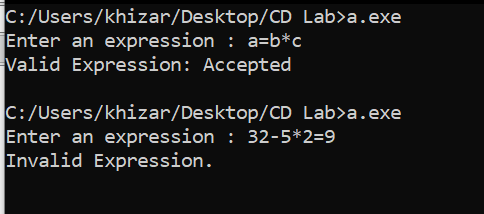 C:/Users/khizar/Desktop/CD Lab>a.exe
Enter an expression : a=b*c
Valid Expression: Accepted
C:/Users/khizar/Desktop/CD Lab>a.exe
Enter an expression : 32-5*2=9
Invalid Expression.